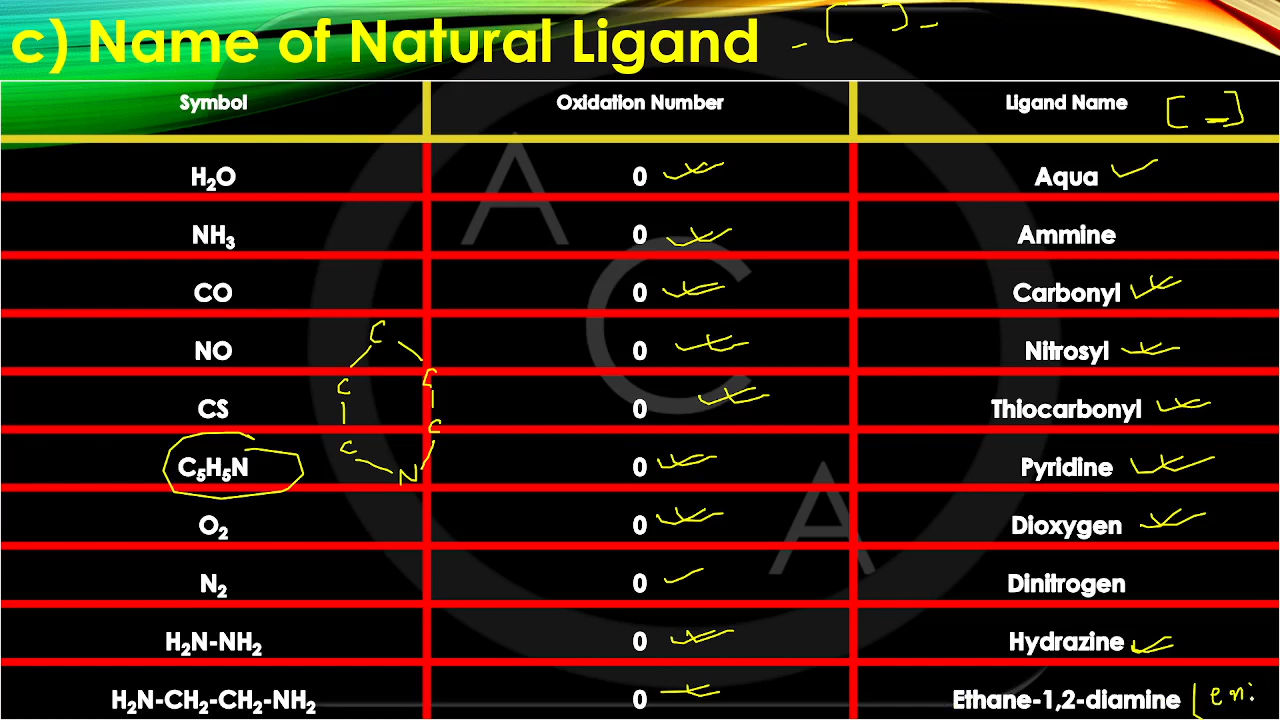 c) Name of Natural Ligand - [ ] -
Symbol Oxidation Number Ligand Name [ _ ]
H₂O 0 Aqua
NH₃ 0 Ammine
CO 0 Carbonyl
NO 0 Nitrosyl
CS 0 Thiocarbonyl
C₅H₅N 0 Pyridine
O₂ 0 Dioxygen
N₂ 0 Dinitrogen
H₂N-NH₂ 0 Hydrazine
H₂N-CH₂-CH₂-NH₂ 0 Ethane-1,2-diamine [en:
C
C C
C C
N
A
C
A